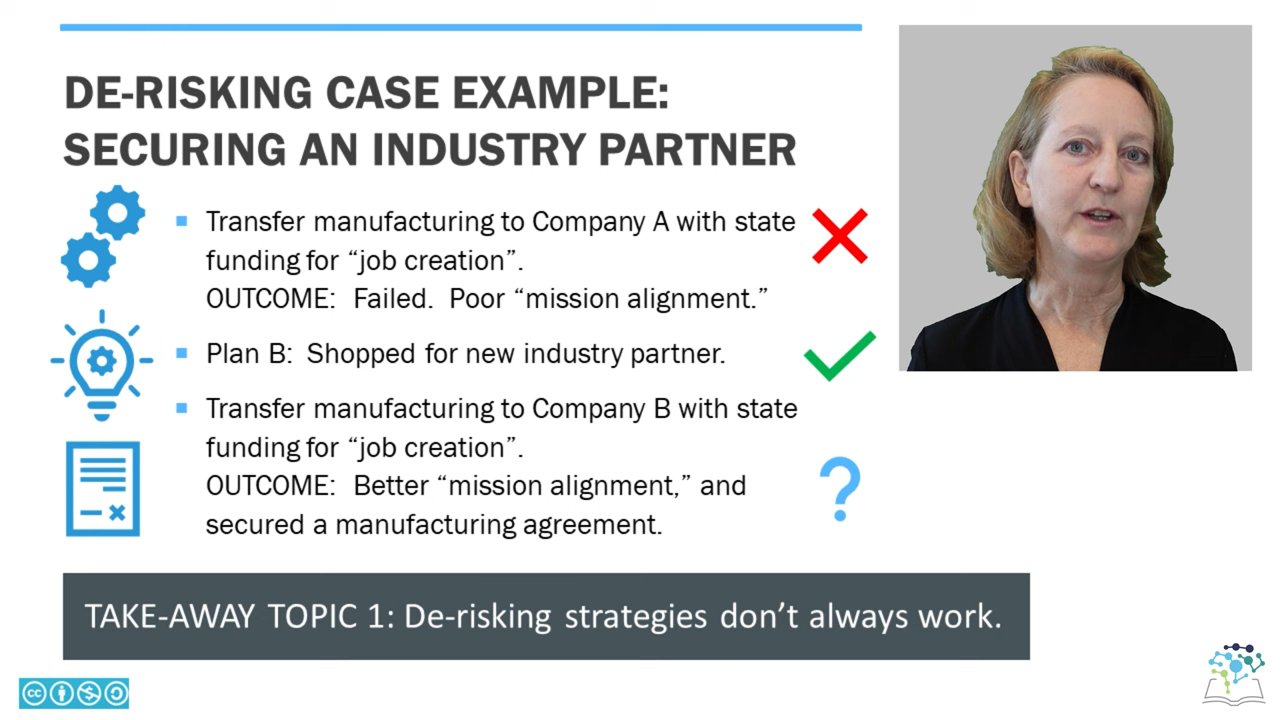 DE-RISKING CASE EXAMPLE:
SECURING AN INDUSTRY PARTNER
Transfer manufacturing to Company A with state
funding for “job creation”.
OUTCOME: Failed. Poor “mission alignment.”
Plan B: Shopped for new industry partner.
Transfer manufacturing to Company B with state
funding for “job creation”.
OUTCOME: Better “mission alignment,” and
secured a manufacturing agreement.
?
TAKE-AWAY TOPIC 1: De-risking strategies don’t always work.
cc